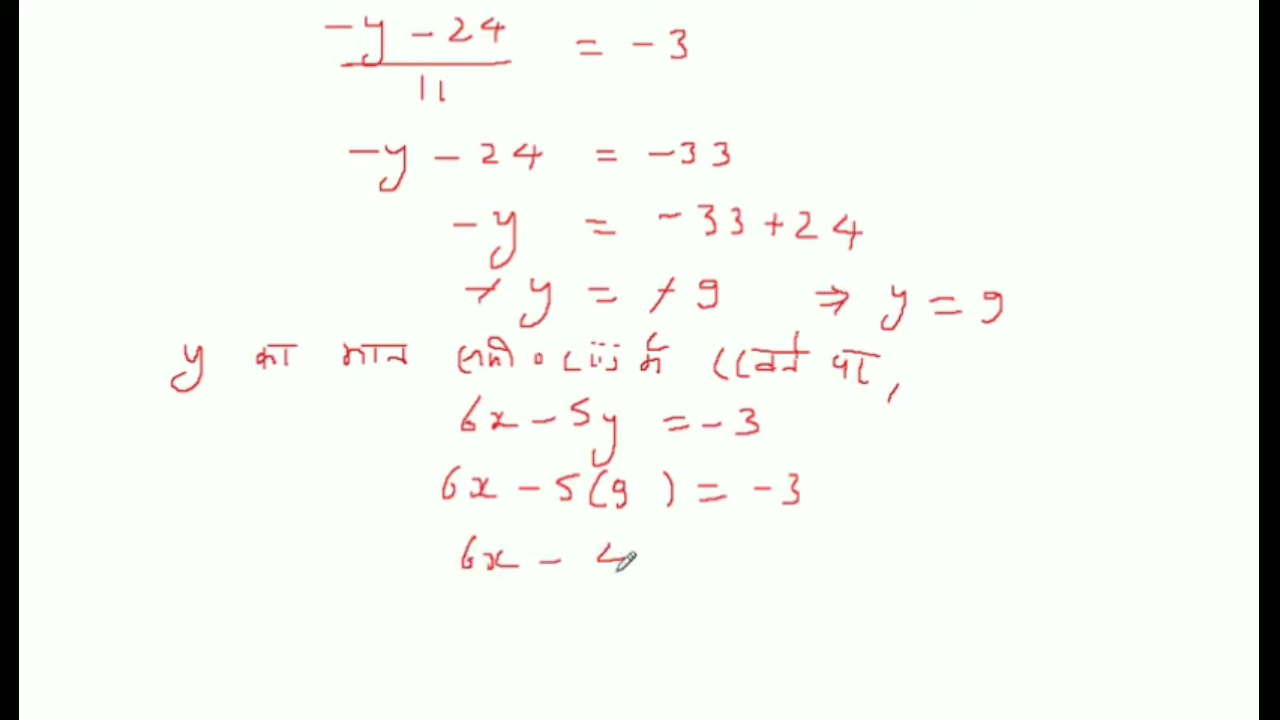 -y - 24 / 11 = -3
-y - 24 = -33
-y = -33 + 24
-y = -9 ⇒ y = 9
y का मान समी० (ii) में रखने पर,
6x - 5y = -3
6x - 5(9) = -3
6x - 4